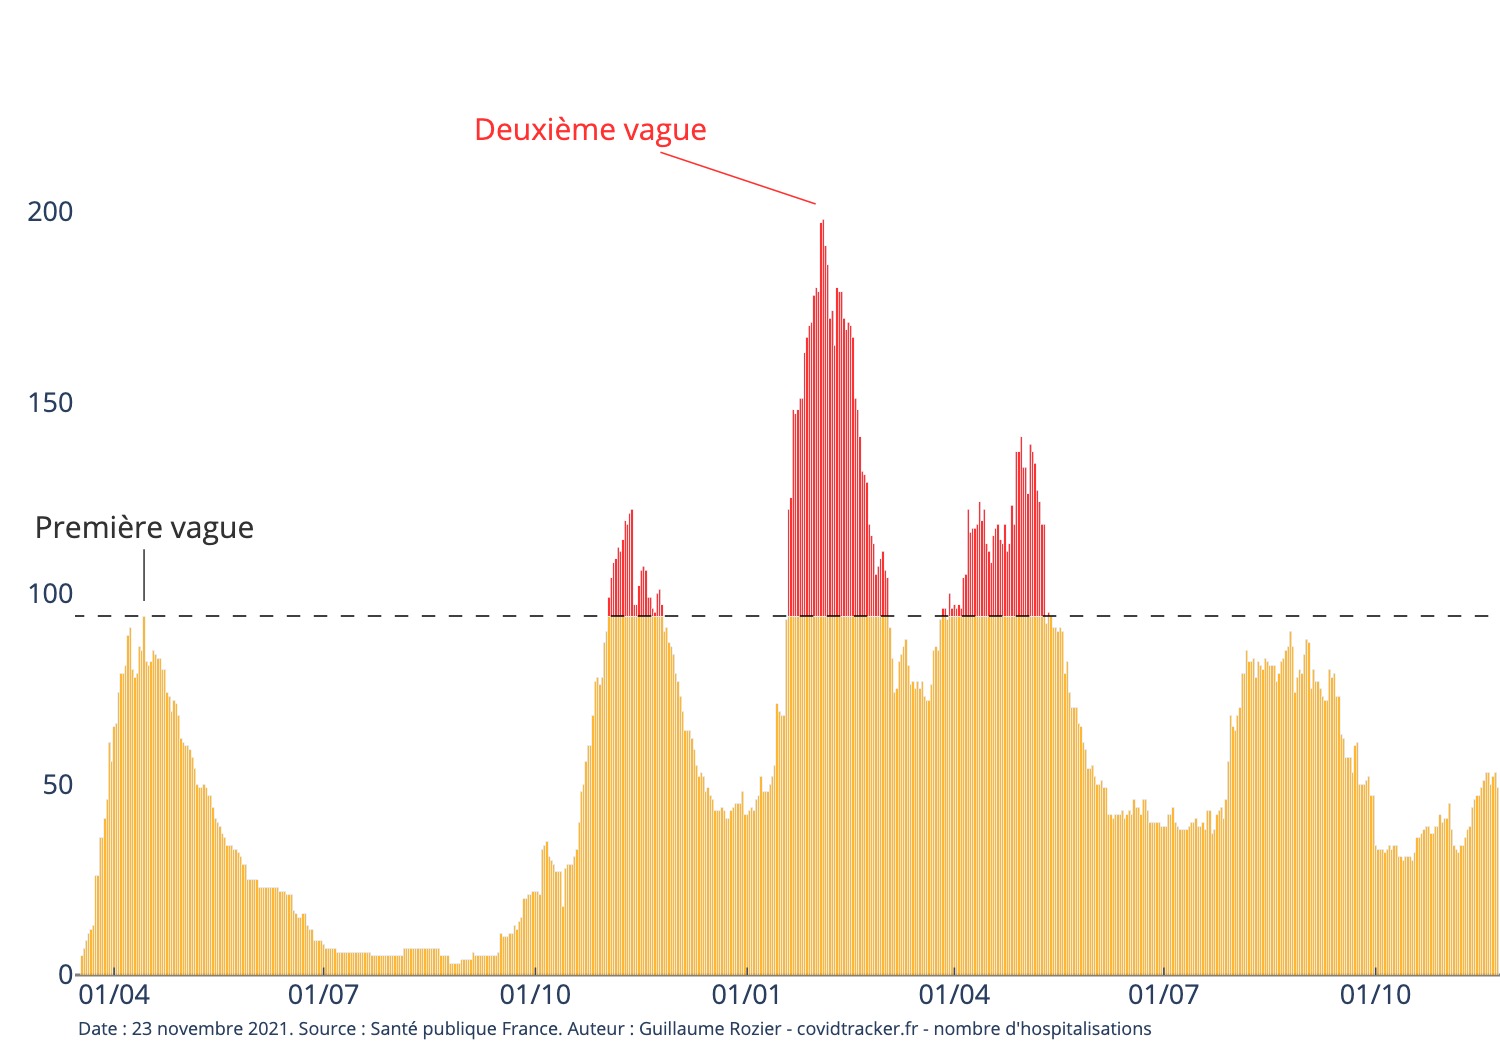 Deuxième vague
200
150
Première vague
100
50
0
01/04 01/07 01/10 01/01 01/04 01/07 01/10
Date : 23 novembre 2021. Source : Santé publique France. Auteur : Guillaume Rozier - covidtracker.fr - nombre d'hospitalisations